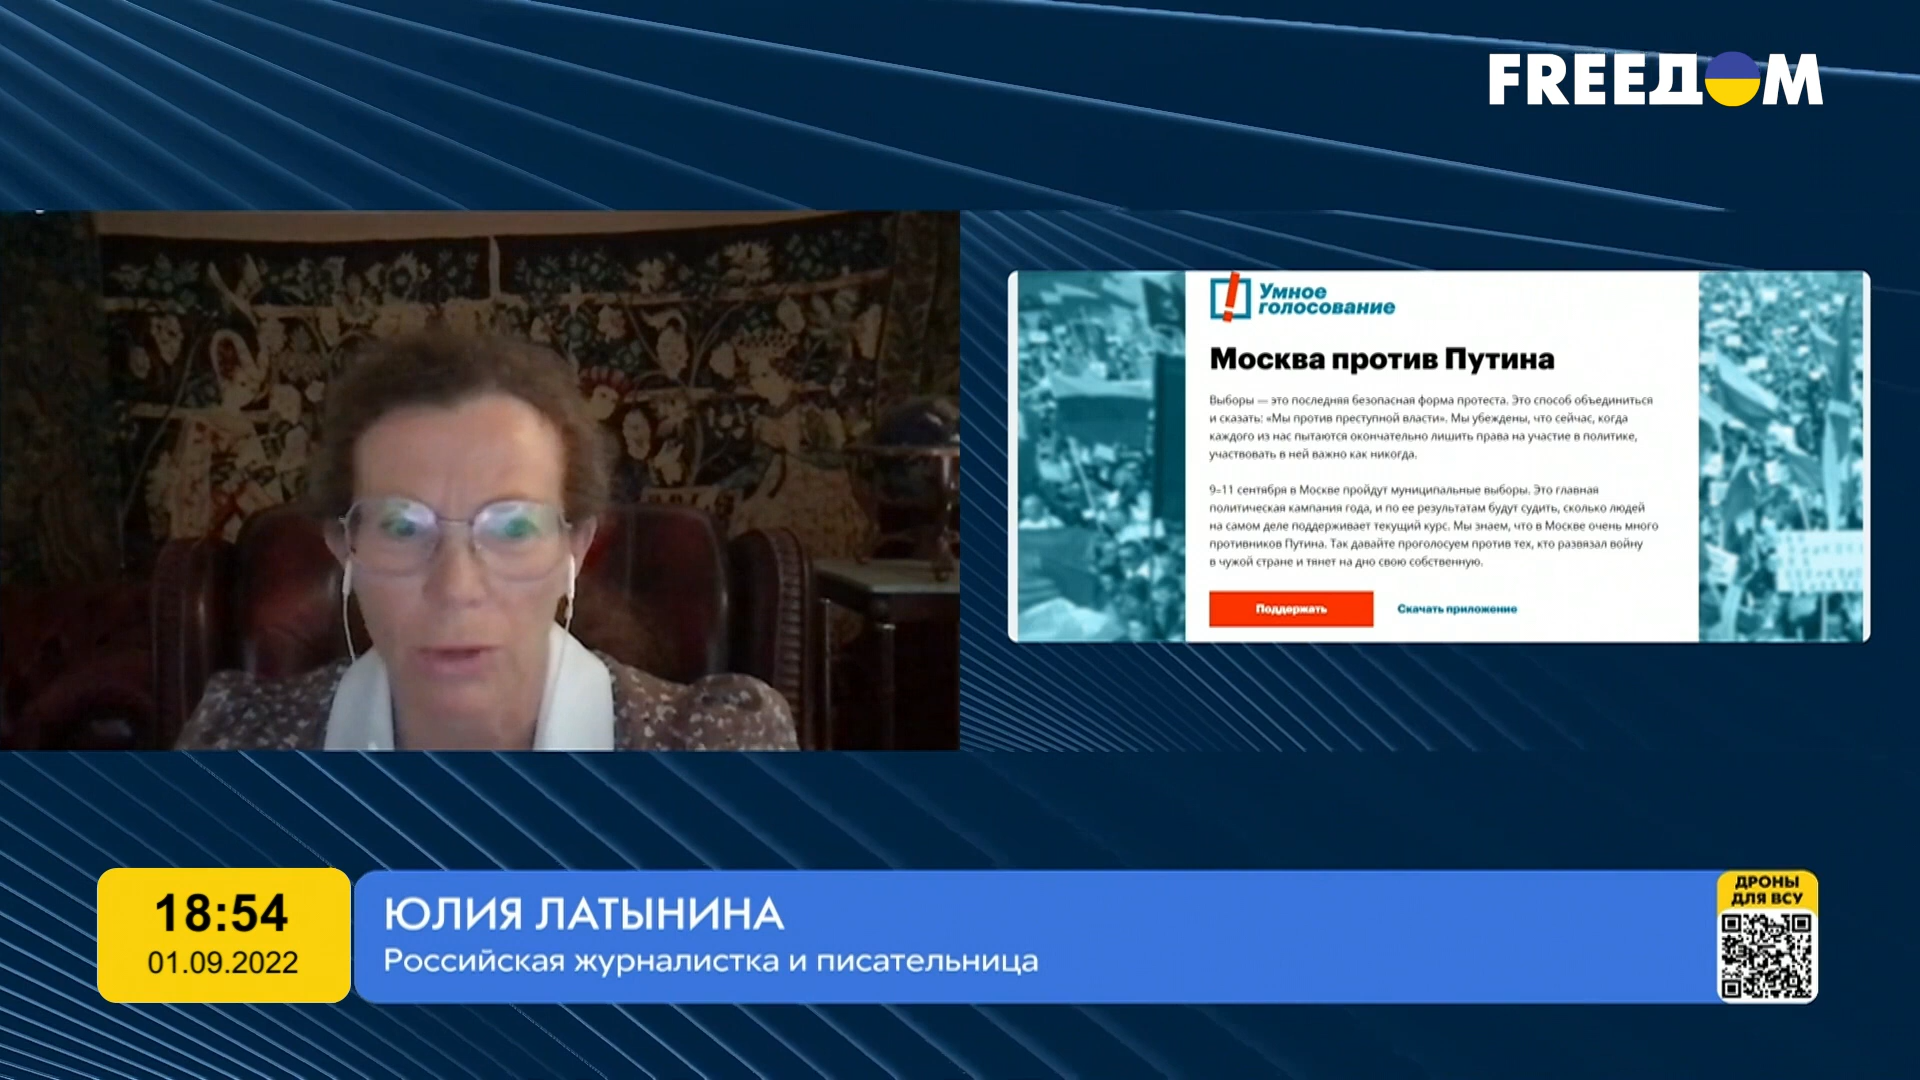 FREEДOM
Умное
голосование
Москва против Путина
Выборы — это последняя безопасная форма протеста. Это способ объединиться
и сказать: «Мы против преступной власти». Мы убеждены, что сейчас, когда
каждого из нас пытаются окончательно лишить права на участие в политике,
участвовать в ней важно как никогда.
9–11 сентября в Москве пройдут муниципальные выборы. Это главная
политическая кампания года, и по ее результатам будут судить, сколько людей
на самом деле поддерживает текущий курс. Мы знаем, что в Москве очень много
противников Путина. Так давайте проголосуем против тех, кто развязал войну
в чужой стране и тянет на дно свою собственную.
Поддержать
Скачать приложение
18:54
01.09.2022
ЮЛИЯ ЛАТЫНИНА
Российская журналистка и писательница
ДРОНЫ
ДЛЯ ВСУ